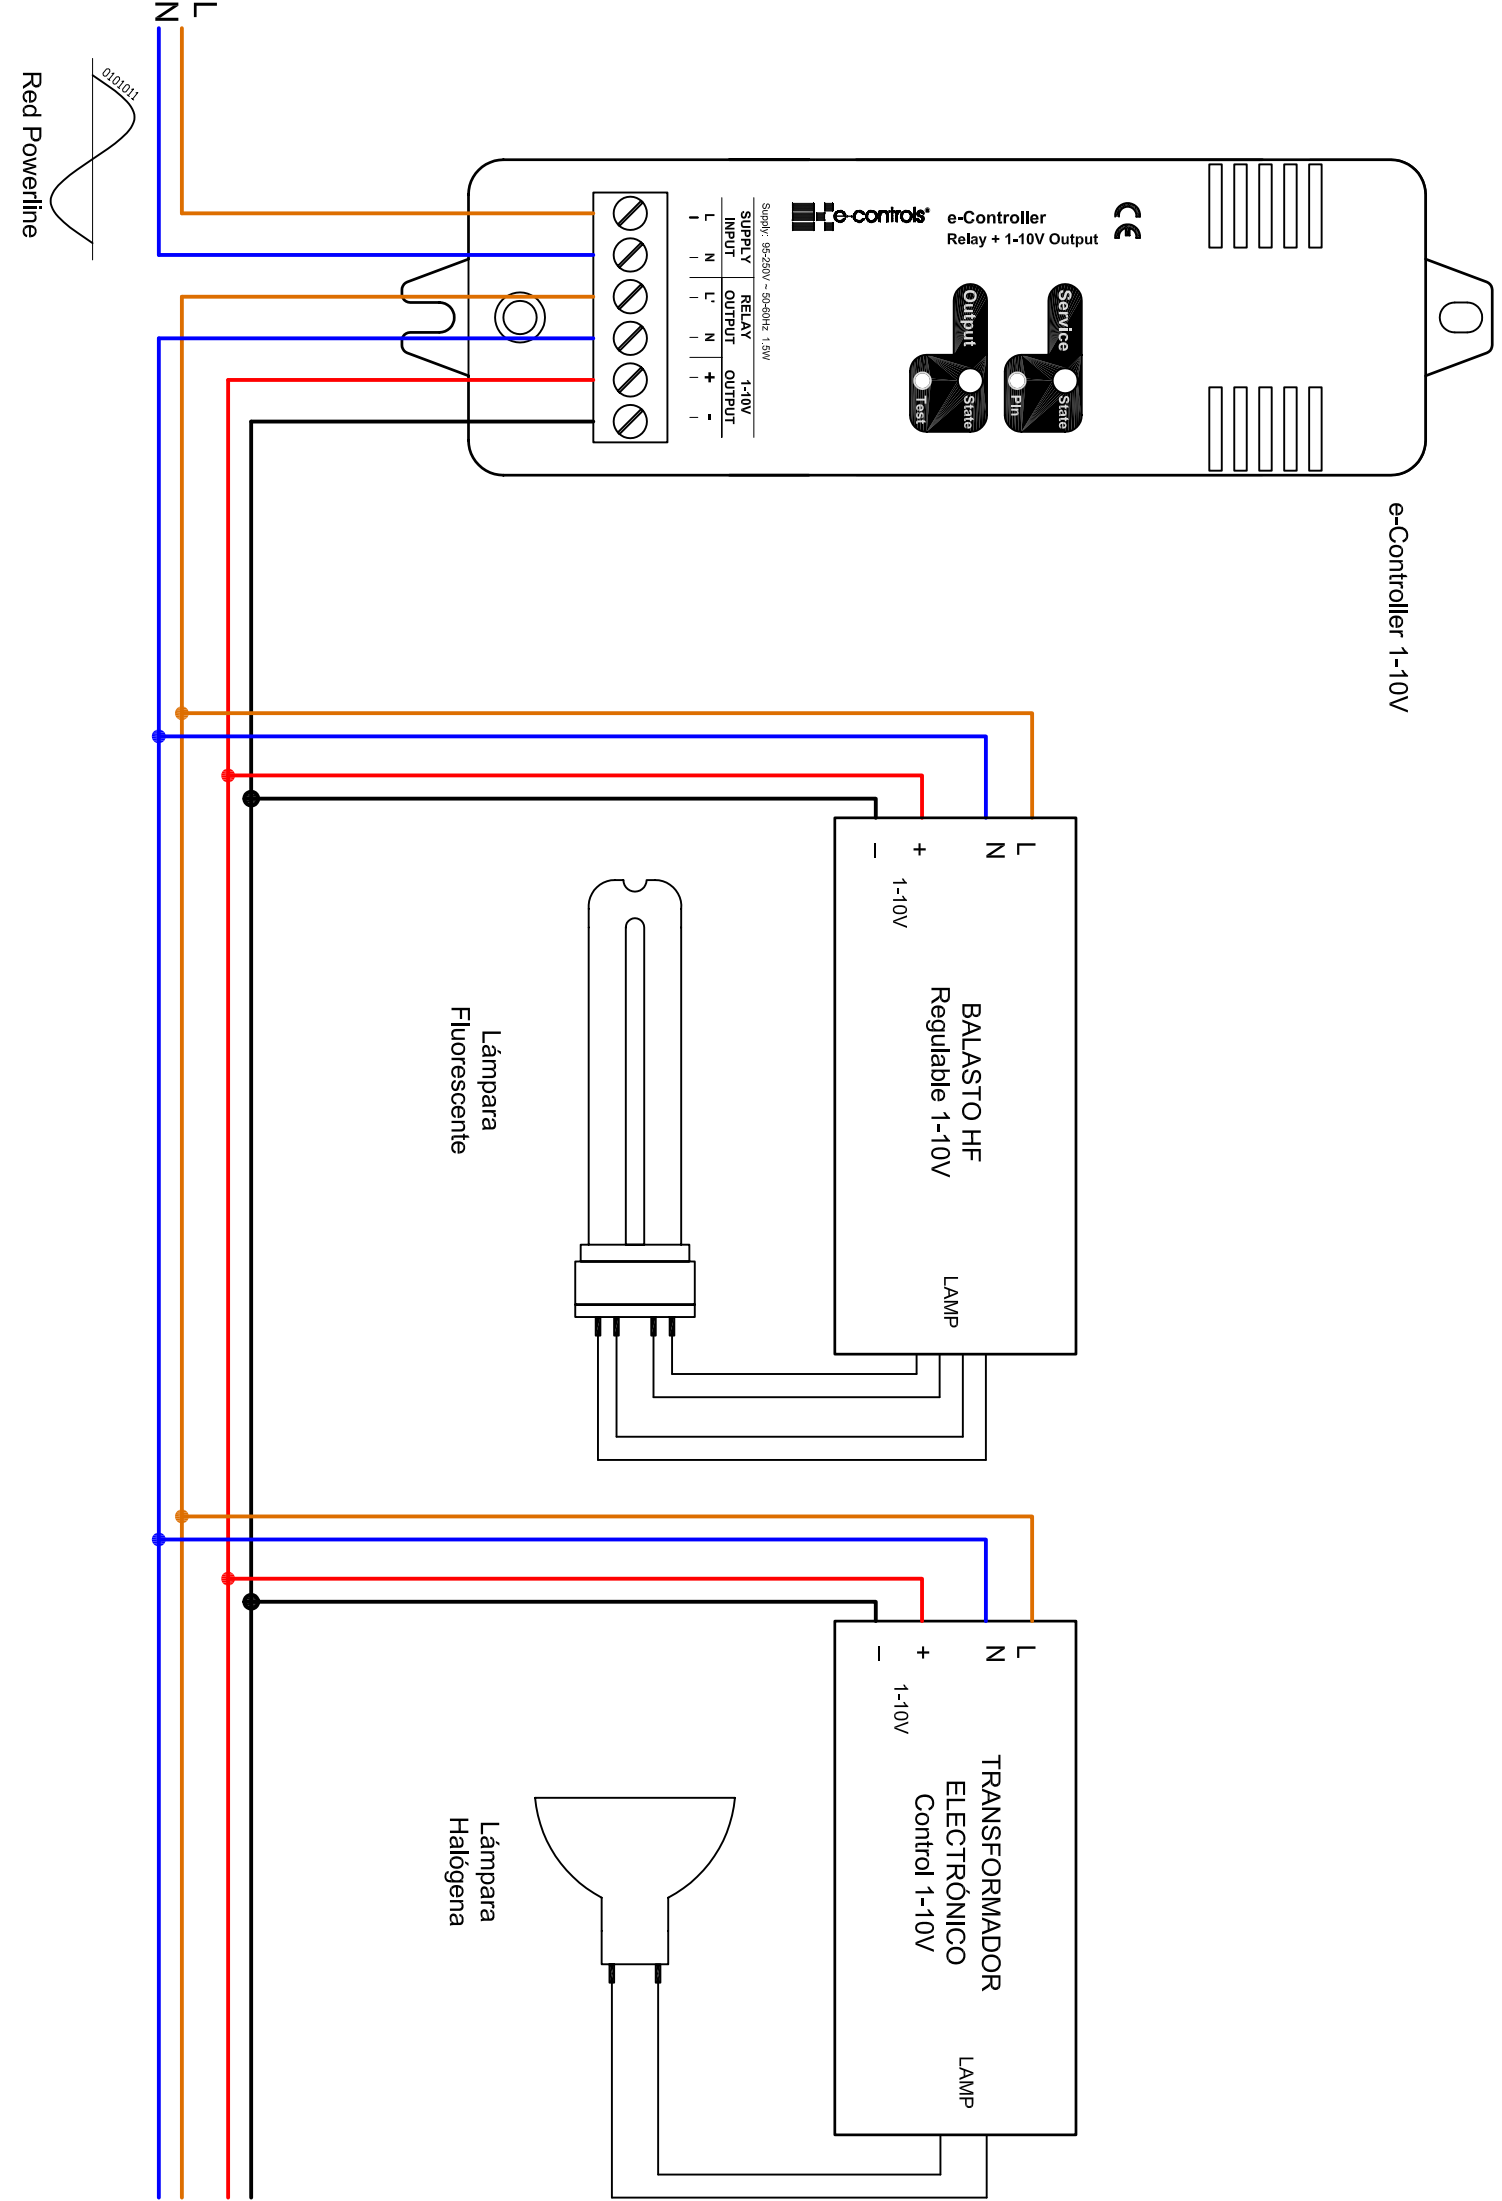 L
N
0101011
Red Powerline
e-Controller 1-10V
e-controls®
e-Controller
Relay + 1-10V Output
CE
Service
State
Pin
Output
State
Test
Supply: 95-250V ~ 50-60Hz 1.5W
SUPPLY
INPUT
RELAY
OUTPUT
1-10V
OUTPUT
L
N
L'
N
+
-
L
N
+
–
1-10V
BALASTO HF
Regulable 1-10V
LAMP
Lámpara
Fluorescente
L
N
+
–
1-10V
TRANSFORMADOR
ELECTRÓNICO
Control 1-10V
LAMP
Lámpara
Halógena